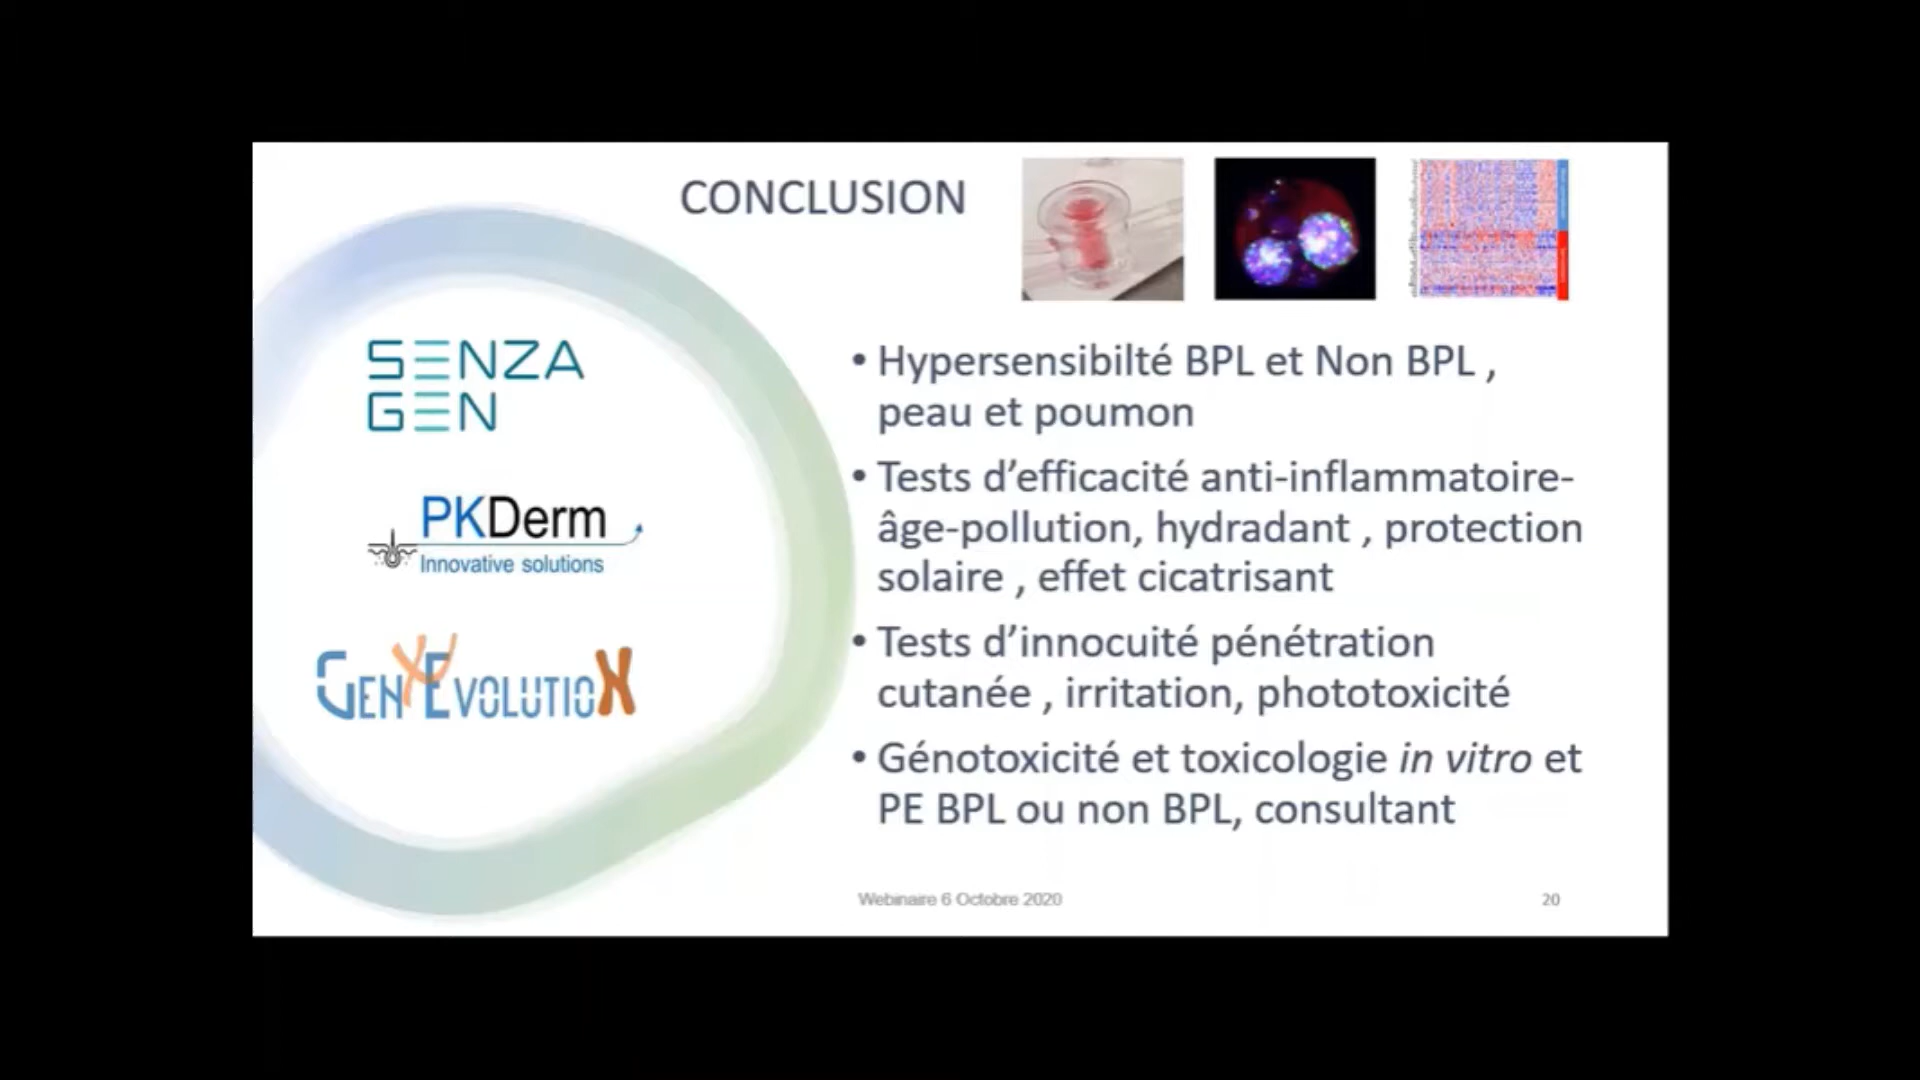 CONCLUSION
SENZA
GEN
PKDerm
Innovative solutions
GENEVOLUTION
• Hypersensibilté BPL et Non BPL ,
peau et poumon
• Tests d’efficacité anti-inflammatoire-
âge-pollution, hydradant , protection
solaire , effet cicatrisant
• Tests d’innocuité pénétration
cutanée , irritation, phototoxicité
• Génotoxicité et toxicologie in vitro et
PE BPL ou non BPL, consultant
Webinaire 6 Octobre 2020
20